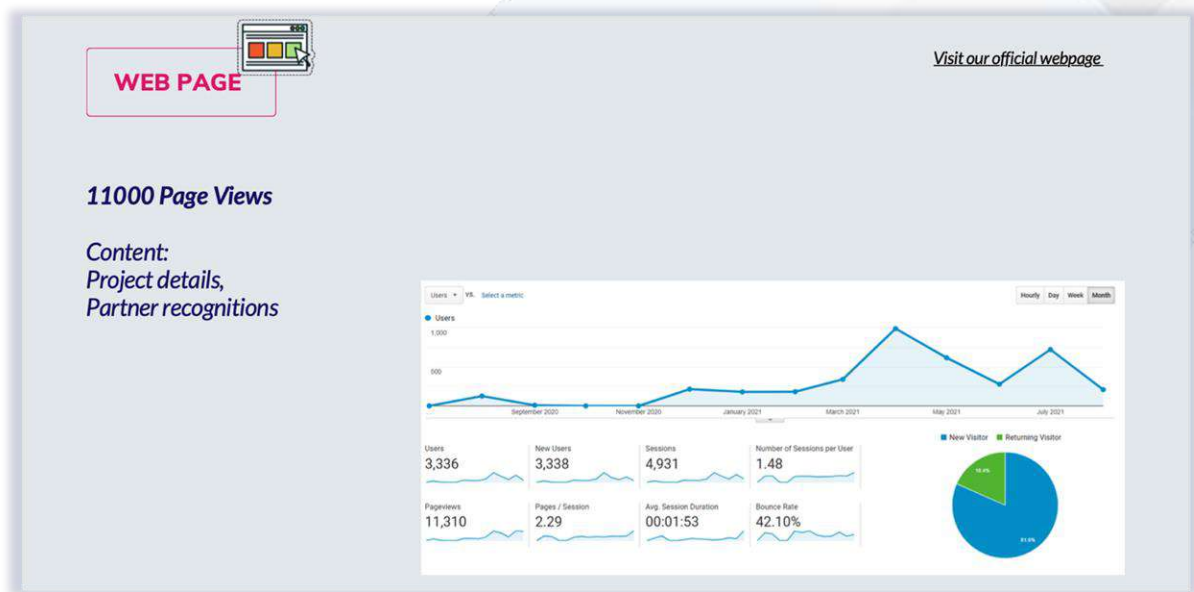 WEB PAGE
Visit our official webpage
11000 Page Views
Content:
Project details,
Partner recognitions
Users VS. Select a metric
Hourly Day Week Month
Users
1,000
500
September 2020 November 2020 January 2021 March 2021 May 2021 July 2021
New Visitor Returning Visitor
Users New Users Sessions Number of Sessions per User
3,336 3,338 4,931 1.48
Pageviews Pages / Session Avg. Session Duration Bounce Rate
11,310 2.29 00:01:53 42.10%